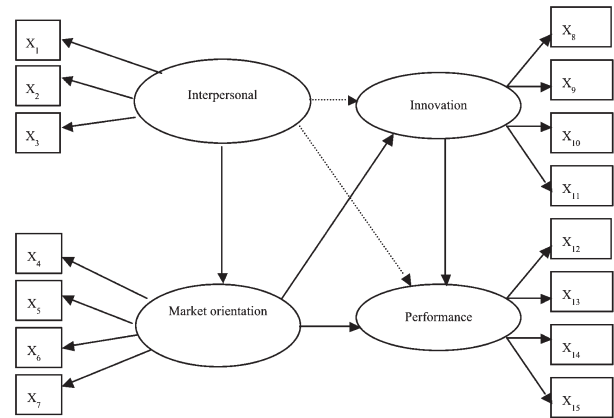 X1
X2
X3
Interpersonal
Innovation
X8
X9
X10
X11
X4
X5
X6
X7
Market orientation
Performance
X12
X13
X14
X15